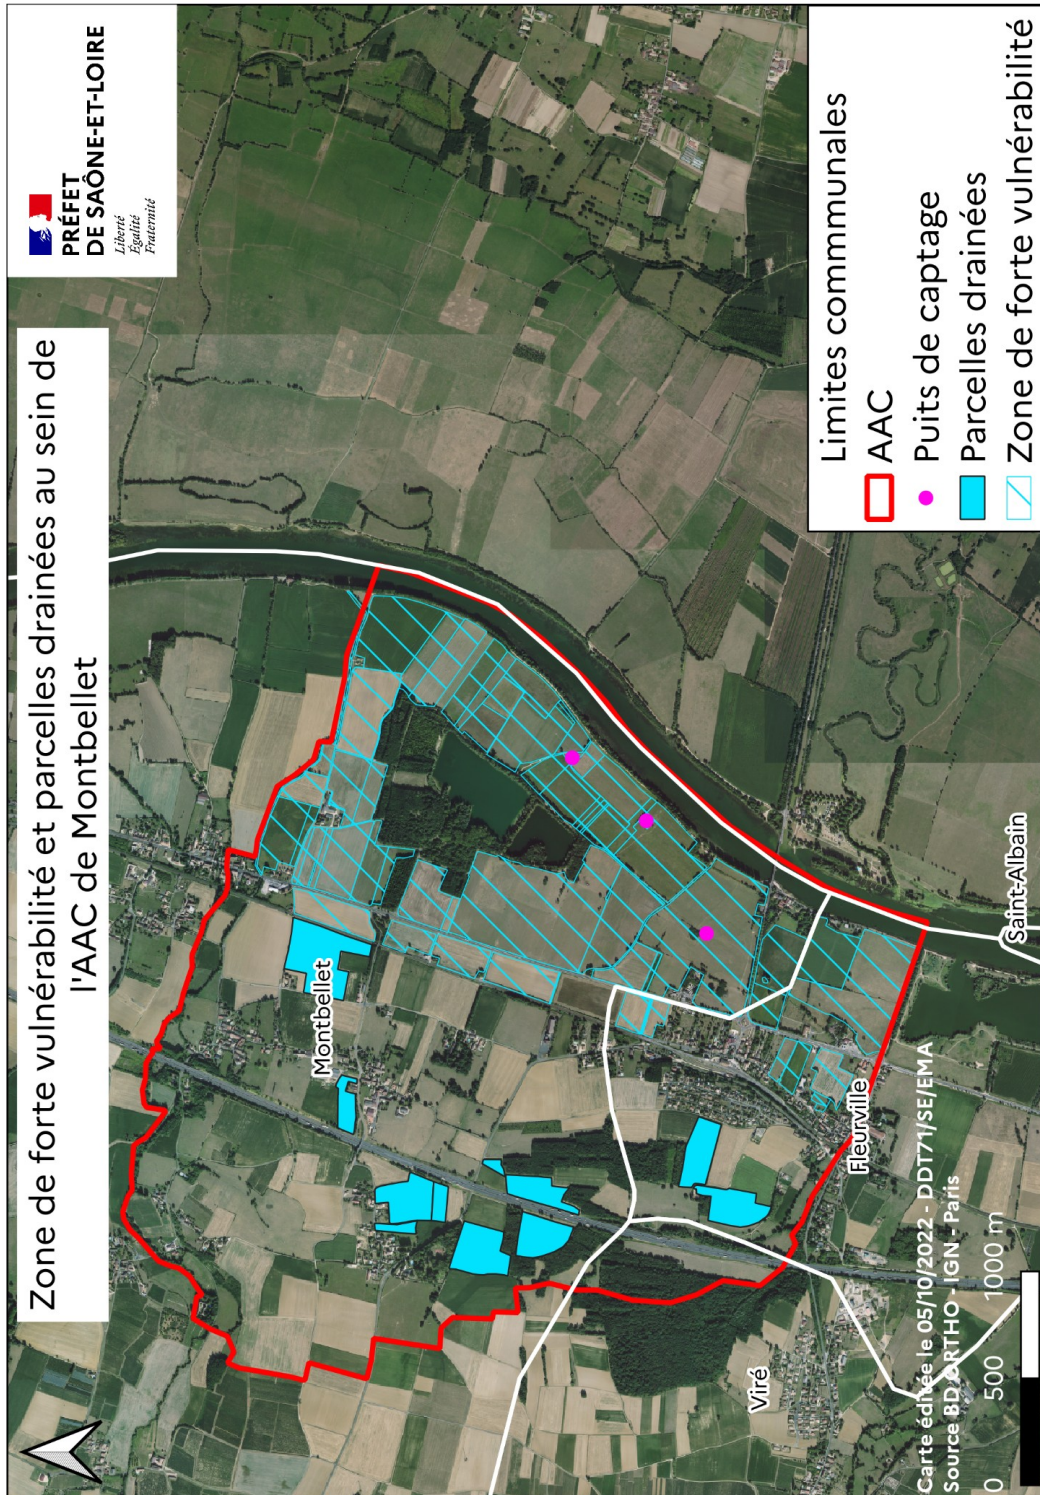 PRÉFET
DE SAÔNE-ET-LOIRE
Liberté
Égalité
Fraternité
Zone de forte vulnérabilité et parcelles drainées au sein de
l'AAC de Montbellet
Montbellet
Fleurville
Viré
Saint-Albain
Limites commmunales
AAC
Puits de captage
Parcelles drainées
Zone de forte vulnérabilité
Carte éditée le 05/10/2022 - DDT71/SE/EMA
Source BD ORTHO - IGN - Paris
0 500 1000 m